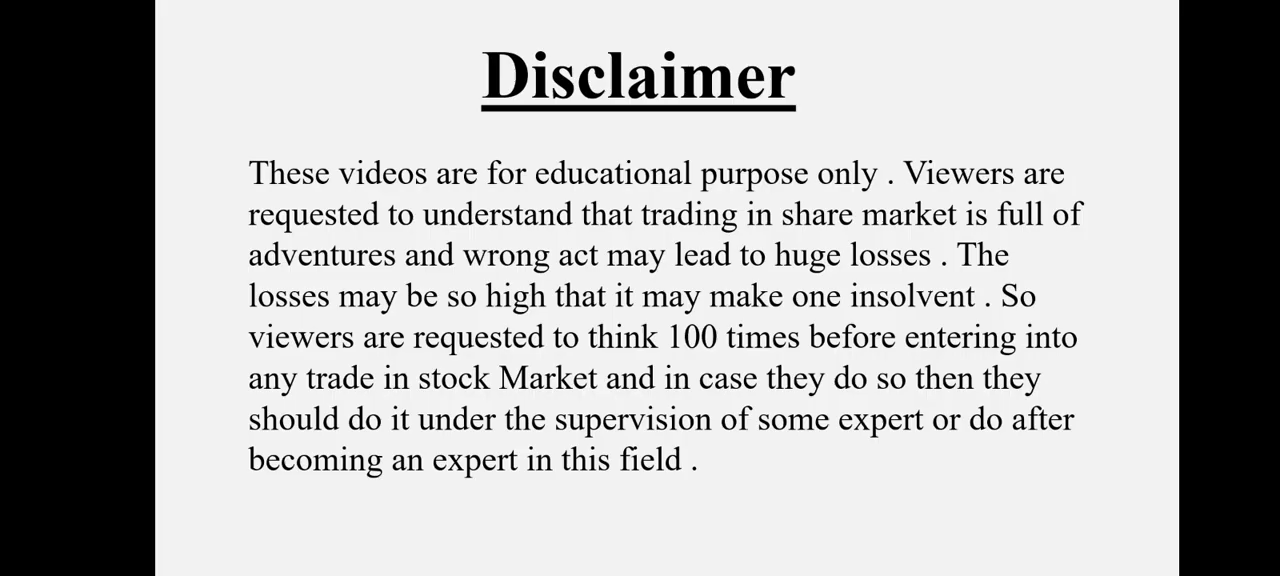 Disclaimer
These videos are for educational purpose only . Viewers are
requested to understand that trading in share market is full of
adventures and wrong act may lead to huge losses . The
losses may be so high that it may make one insolvent . So
viewers are requested to think 100 times before entering into
any trade in stock Market and in case they do so then they
should do it under the supervision of some expert or do after
becoming an expert in this field .